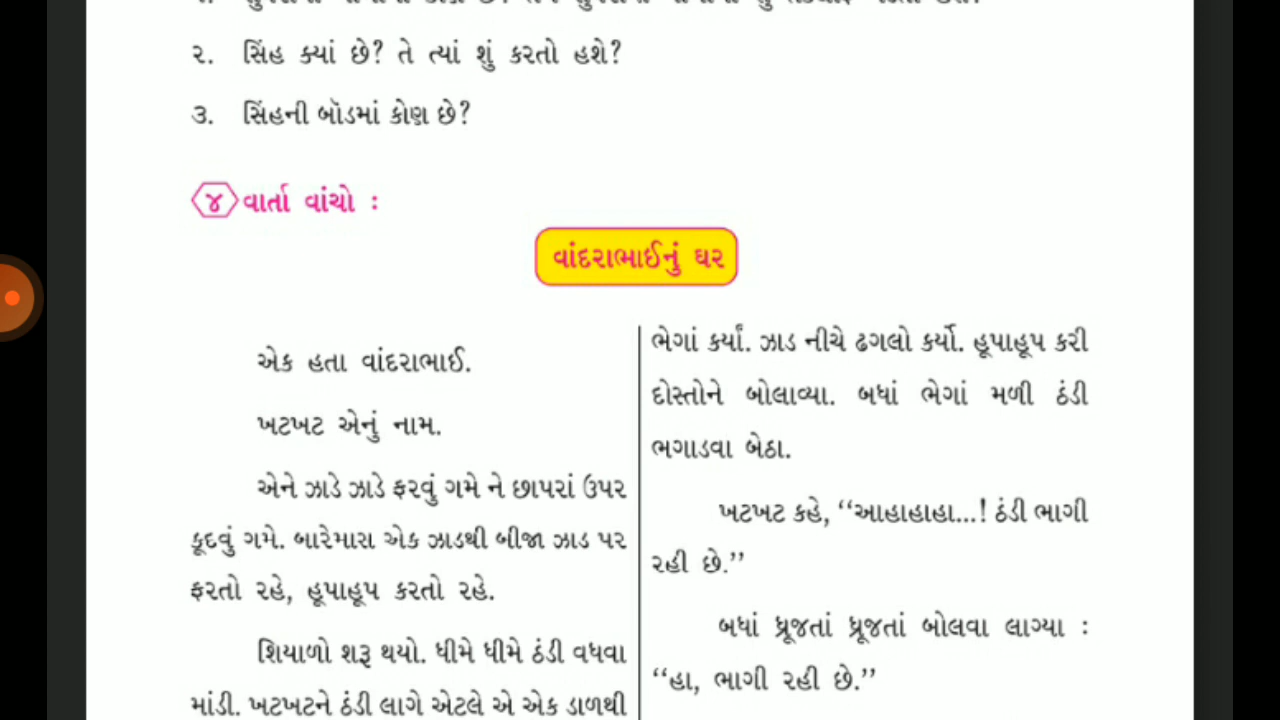 ૨. સિંહ ક્યાં છે? તે ત્યાં શું કરતો હશે?
૩. સિંહની બૉડમાં કોણ છે?
૪ વાર્તા વાંચો :
વાંદરાભાઈનું ઘર
એક હતા વાંદરાભાઈ.
ખટખટ એનું નામ.
એને ઝાડે ઝાડે ફરવું ગમે ને છાપરાં ઉપર
કૂદવું ગમે. બારેમાસ એક ઝાડથી બીજા ઝાડ પર
ફરતો રહે, હૂપાહૂપ કરતો રહે.
શિયાળો શરૂ થયો. ધીમે ધીમે ઠંડી વધવા
માંડી. ખટખટને ઠંડી લાગે એટલે એ એક ડાળથી
ભેગાં કર્યાં. ઝાડ નીચે ઢગલો કર્યો. હૂપાહૂપ કરી
દોસ્તોને બોલાવ્યા. બધાં ભેગાં મળી ઠંડી
ભગાડવા બેઠા.
ખટખટ કહે, ‘‘આહાહાહા...! ઠંડી ભાગી
રહી છે.’’
બધાં ધ્રૂજતાં ધ્રૂજતાં બોલવા લાગ્યા :
‘‘હા, ભાગી રહી છે.’’